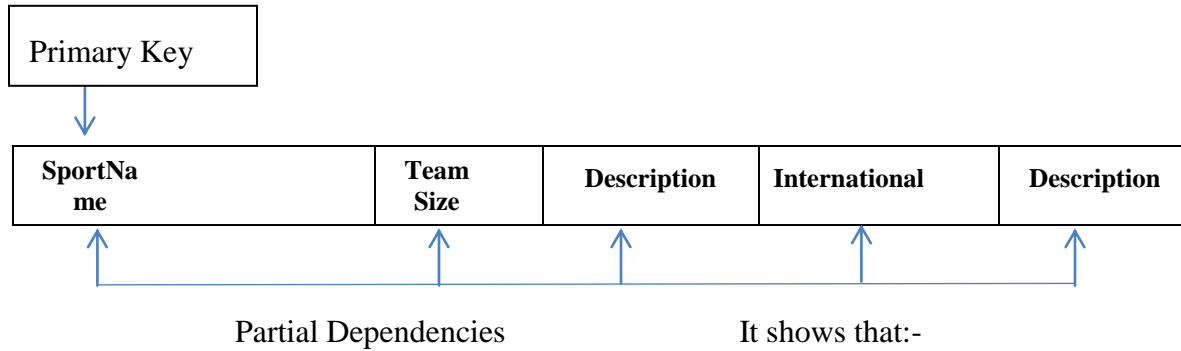 Primary Key
SportNa
me
Team
Size
Description
International
Description
Partial Dependencies
It shows that:-